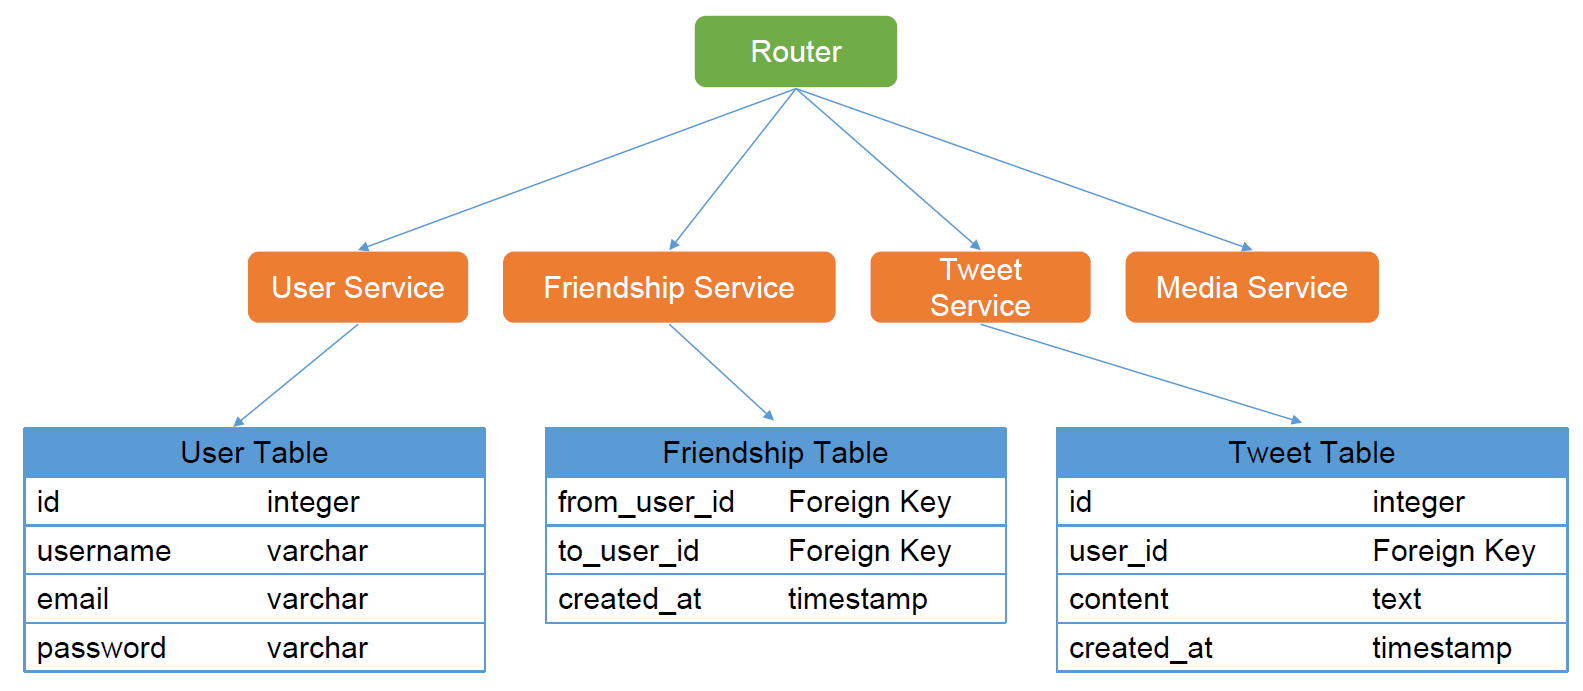 Router
User Service
Friendship Service
Tweet
Service
Media Service
User Table
id integer
username varchar
email varchar
password varchar
Friendship Table
from_user_id Foreign Key
to_user_id Foreign Key
created_at timestamp
Tweet Table
id integer
user_id Foreign Key
content text
created_at timestamp